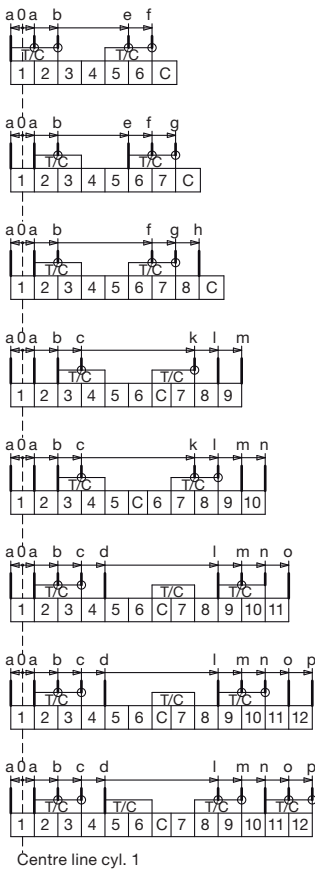 a 0 a b e f
T/C T/C
1 2 3 4 5 6 C
a 0 a b e f g
T/C T/C
1 2 3 4 5 6 7 C
a 0 a b f g h
T/C T/C
1 2 3 4 5 6 7 8 C
a 0 a b c k l m
T/C T/C
1 2 3 4 5 6 C 7 8 9
a 0 a b c k l m n
T/C T/C
1 2 3 4 5 C 6 7 8 9 10
a 0 a b c d l m n o
T/C T/C T/C
1 2 3 4 5 6 C 7 8 9 10 11
a 0 a b c d l m n o p
T/C T/C T/C
1 2 3 4 5 6 C 7 8 9 10 11 12
a 0 a b c d l m n o p
T/C T/C T/C T/C
1 2 3 4 5 6 C 7 8 9 10 11 12
Centre line cyl. 1